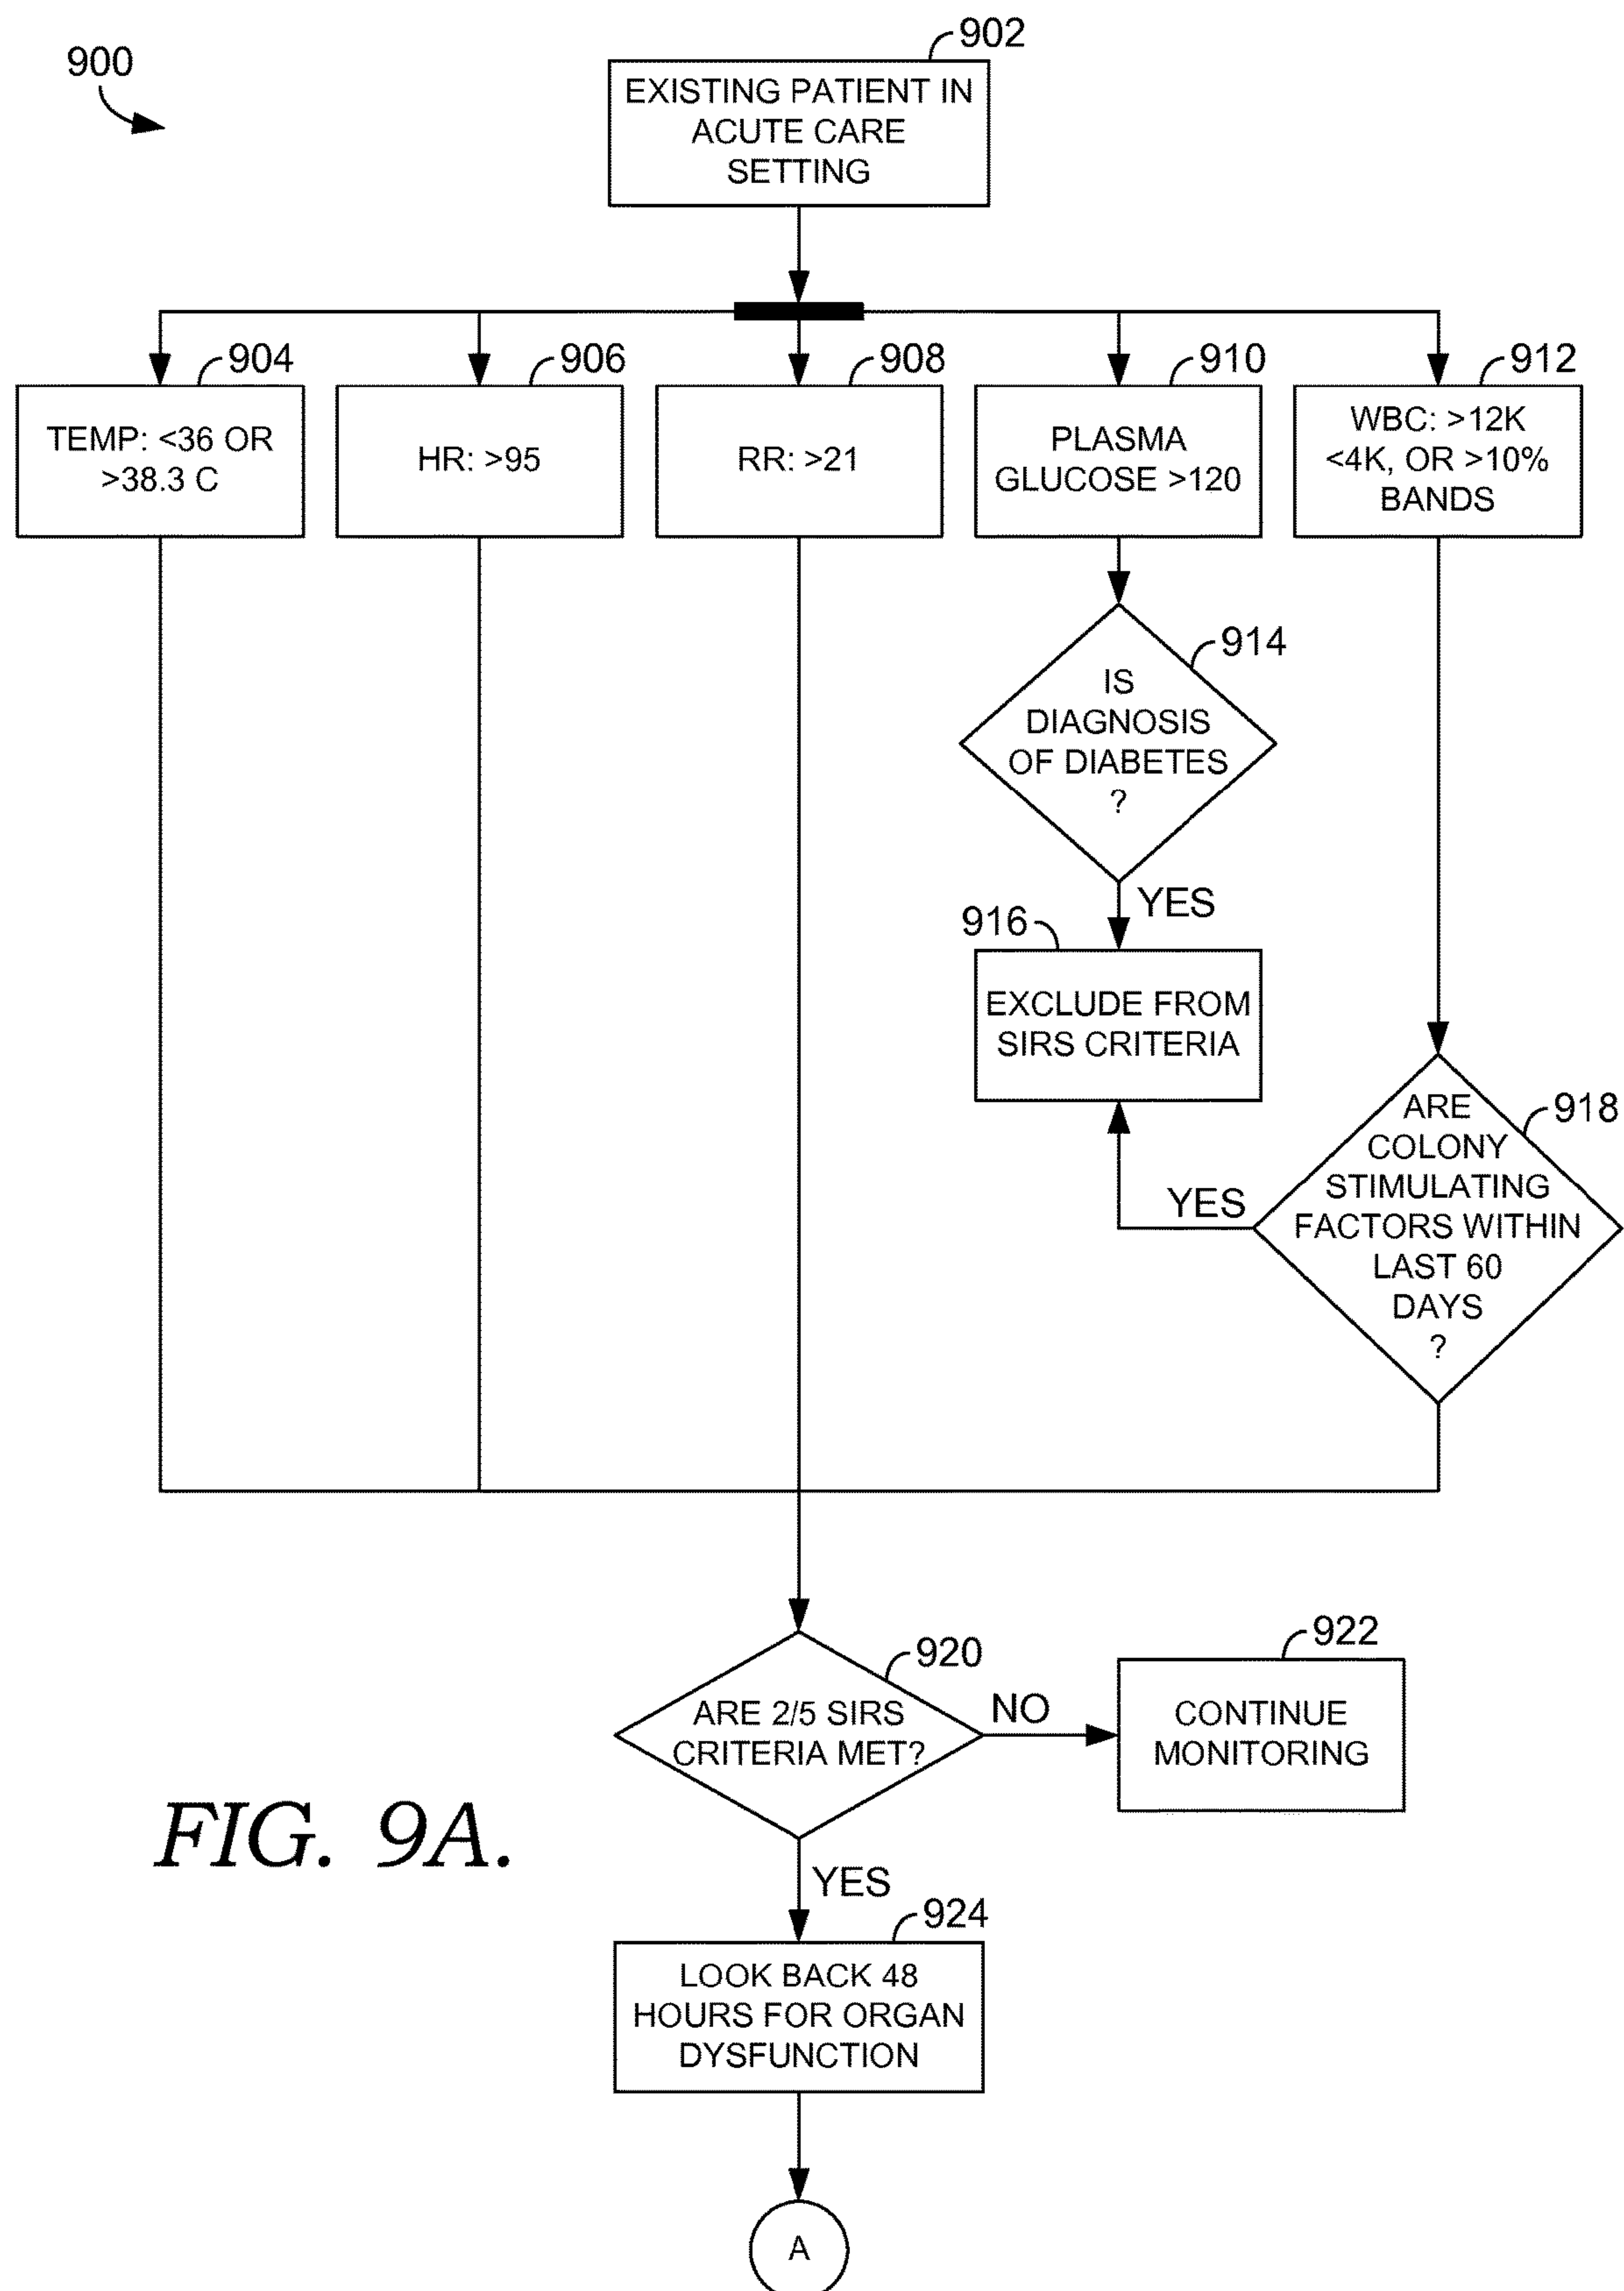 900
902
EXISTING PATIENT IN
ACUTE CARE
SETTING
904
TEMP: <36 OR
>38.3 C
906
HR: >95
908
RR: >21
910
PLASMA
GLUCOSE >120
912
WBC: >12K
<4K, OR >10%
BANDS
914
IS
DIAGNOSIS
OF DIABETES
?
YES
916
EXCLUDE FROM
SIRS CRITERIA
918
ARE
COLONY
STIMULATING
FACTORS WITHIN
LAST 60
DAYS
?
YES
920
ARE 2/5 SIRS
CRITERIA MET?
NO
922
CONTINUE
MONITORING
YES
924
LOOK BACK 48
HOURS FOR ORGAN
DYSFUNCTION
A
FIG. 9A.